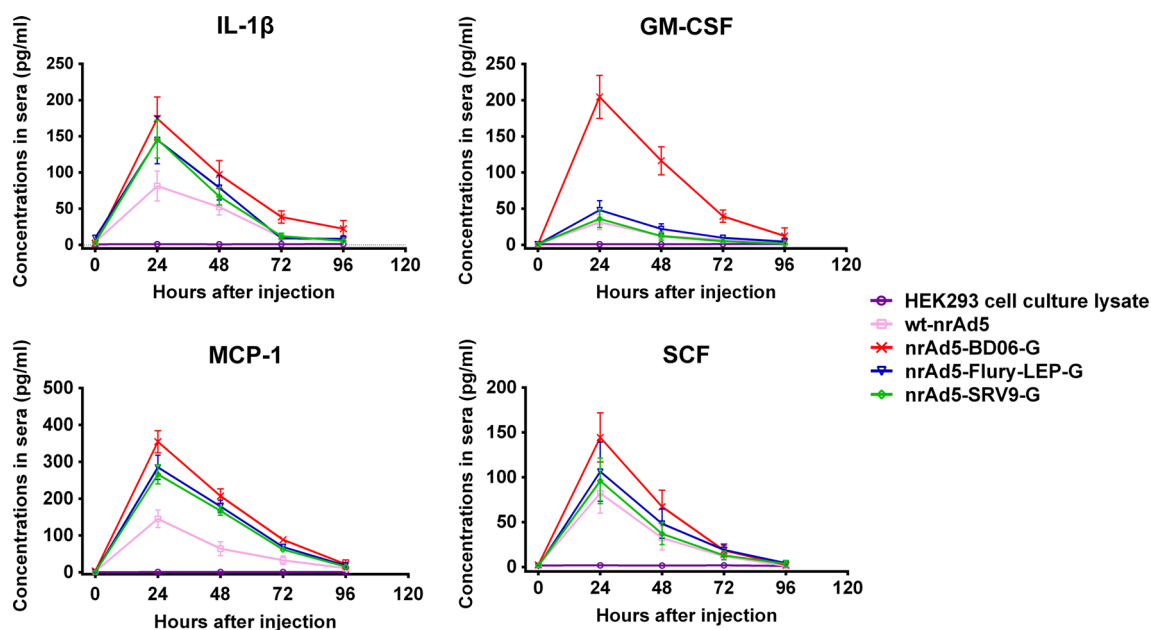 IL-1β
Concentrations in sera (pg/ml)
250
200
150
100
50
0
0 24 48 72 96 120
Hours after injection
GM-CSF
Concentrations in sera (pg/ml)
250
200
150
100
50
0
0 24 48 72 96 120
Hours after injection
MCP-1
Concentrations in sera (pg/ml)
500
400
300
200
100
0
0 24 48 72 96 120
Hours after injection
SCF
Concentrations in sera (pg/ml)
200
150
100
50
0
0 24 48 72 96 120
Hours after injection
HEK293 cell culture lysate
wt-nrAd5
nrAd5-BD06-G
nrAd5-Flury-LEP-G
nrAd5-SRV9-G